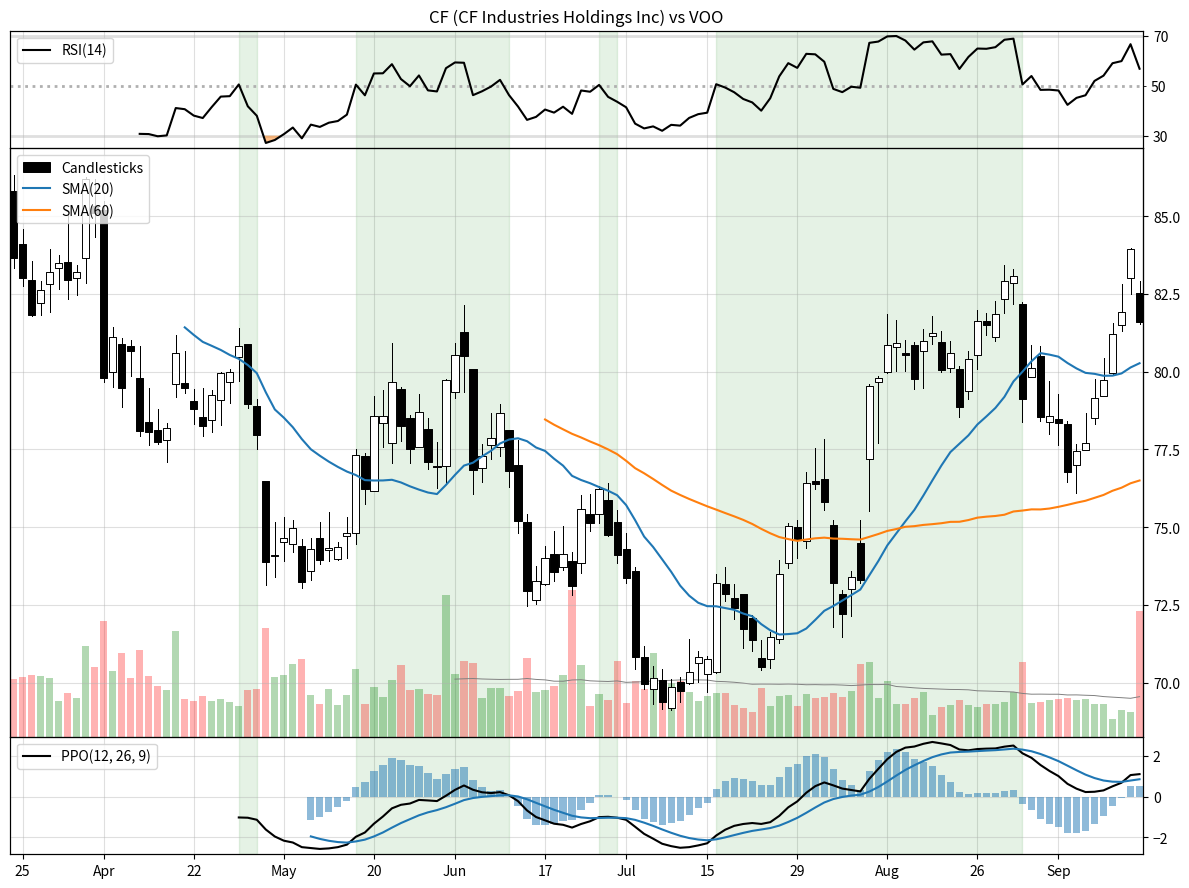 CF (CF Industries Holdings Inc) vs VOO
RSI(14)
70
50
30
Candlesticks
SMA(20)
SMA(60)
85.0
82.5
80.0
77.5
75.0
72.5
70.0
PPO(12, 26, 9)
2
0
−2
25 Apr 22 May 20 Jun 17 Jul 15 29 Aug 26 Sep